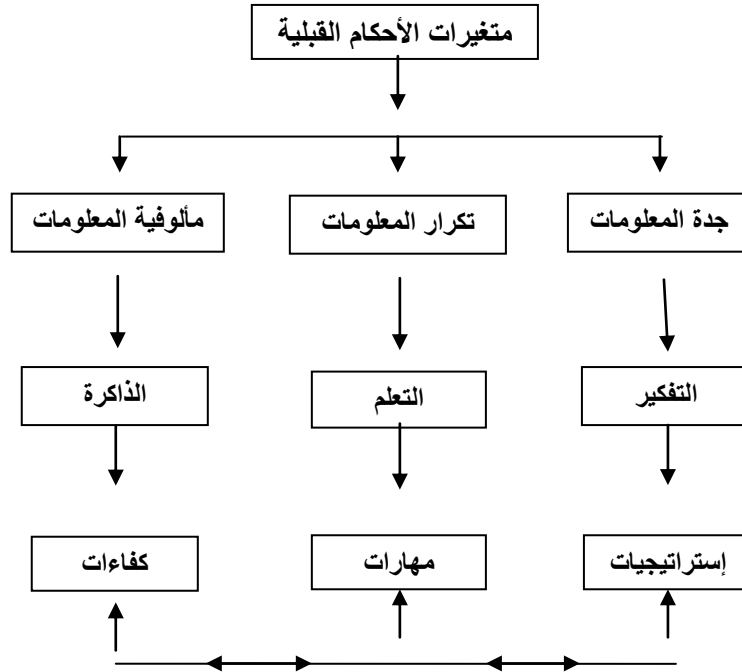 متغيرات الأحكام القبلية
جدة المعلومات
تكرار المعلومات
مألوفية المعلومات
التفكير
التعلم
الذاكرة
إستراتيجيات
مهارات
كفاءات